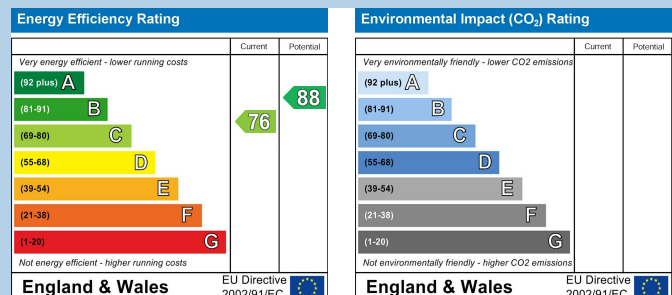 Energy Efficiency Rating
Current Potential
Very energy efficient - lower running costs
(92 plus) A
(81-91) B
(69-80) C
(55-68) D
(39-54) E
(21-38) F
(1-20) G
76
88
Not energy efficient - higher running costs
England & Wales
EU Directive
2002/91/EC
Environmental Impact (CO₂) Rating
Current Potential
Very environmentally friendly - lower CO2 emissions
(92 plus) A
(81-91) B
(69-80) C
(55-68) D
(39-54) E
(21-38) F
(1-20) G
Not environmentally friendly - higher CO2 emissions
England & Wales
EU Directive
2002/91/EC